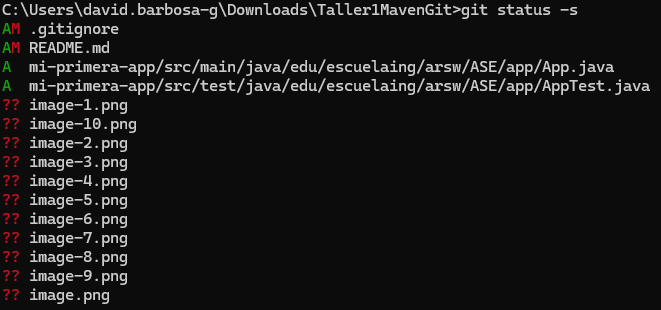 C:\Users\david.barbosa-g\Downloads\Taller1MavenGit>git status -s
AM .gitignore
AM README.md
A  mi-primera-app/src/main/java/edu/escuelaing/arsw/ASE/app/App.java
A  mi-primera-app/src/test/java/edu/escuelaing/arsw/ASE/app/AppTest.java
?? image-1.png
?? image-10.png
?? image-2.png
?? image-3.png
?? image-4.png
?? image-5.png
?? image-6.png
?? image-7.png
?? image-8.png
?? image-9.png
?? image.png